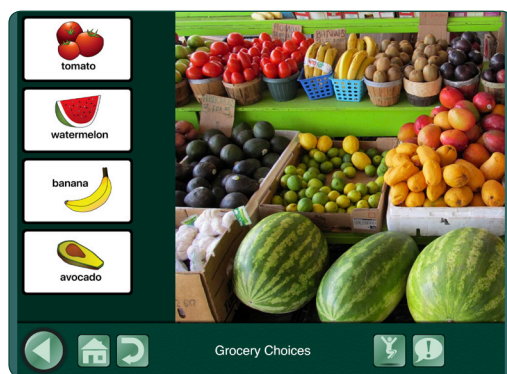 tomato
watermelon
banana
avocado
Grocery Choices